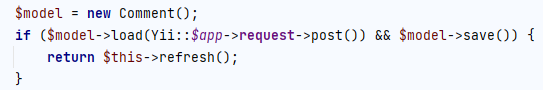 $model = new Comment();
if ($model->load(Yii::$app->request->post()) && $model->save()) {
    return $this->refresh();
}